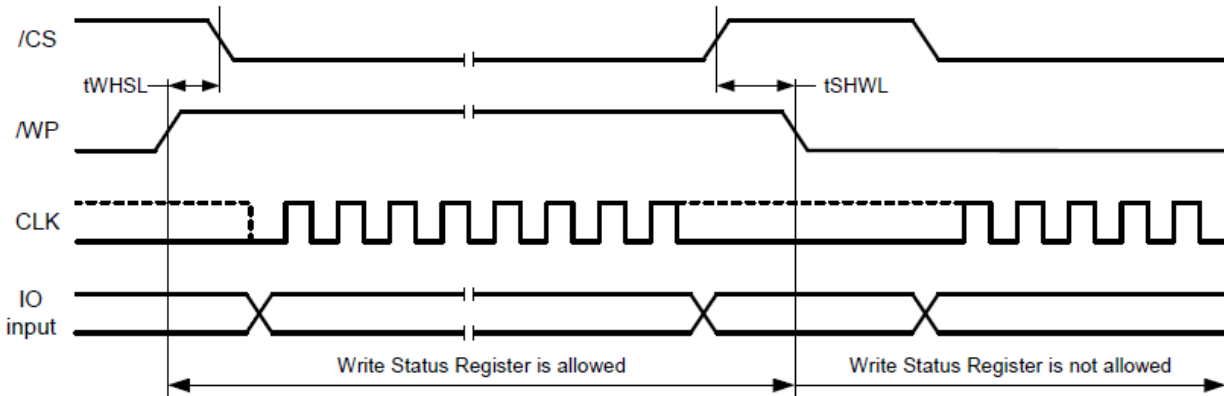 /CS
tWHSL
tSHWL
/WP
CLK
IO
input
Write Status Register is allowed
Write Status Register is not allowed